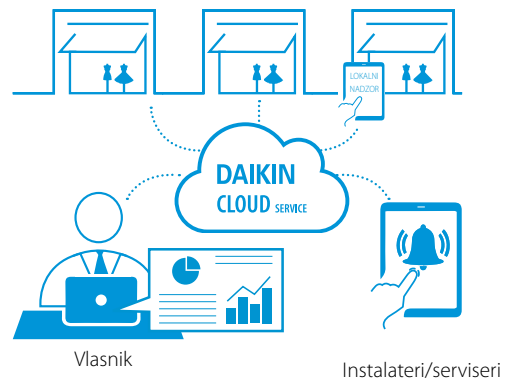 LOKALNI
NADZOR
DAIKIN
CLOUD SERVICE
Vlasnik
Instalateri/serviseri